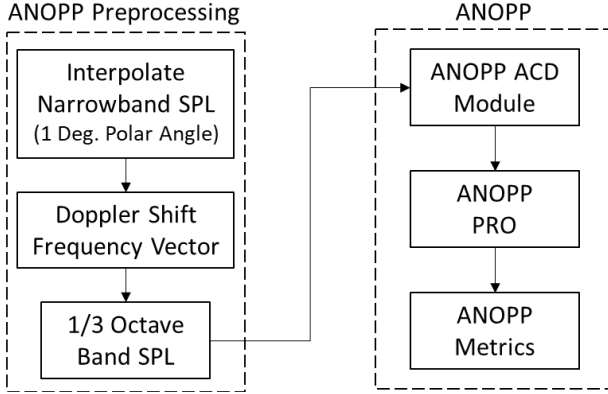 ANOPP Preprocessing
Interpolate
Narrowband SPL
(1 Deg. Polar Angle)
Doppler Shift
Frequency Vector
1/3 Octave
Band SPL
ANOPP
ANOPP ACD
Module
ANOPP
PRO
ANOPP
Metrics